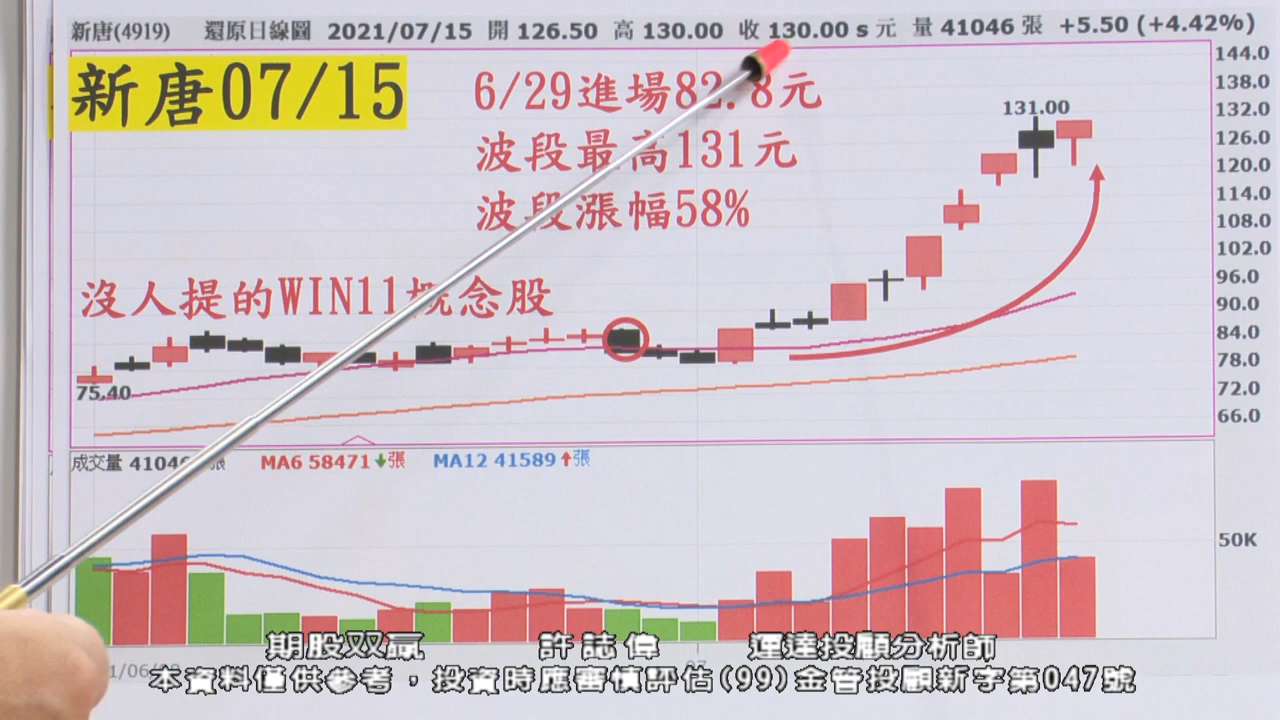 新唐(4919) 還原日線圖 2021/07/15 開 126.50 高 130.00 收 130.00 s 元 量 41046 張 +5.50 (+4.42%)
新唐07/15
6/29進場82.8元
波段最高131元
波段漲幅58%
沒人提的WIN11概念股
131.00
75.40
144.0
138.0
132.0
126.0
120.0
114.0
108.0
102.0
96.0
90.0
84.0
78.0
72.0
66.0
成交量 41046 張 MA6 58471↓張 MA12 41589↑張
50K
期股双贏 許誌偉 運達投顧分析師
本資料僅供參考，投資時應審慎評估(99)金管投顧新字第047號